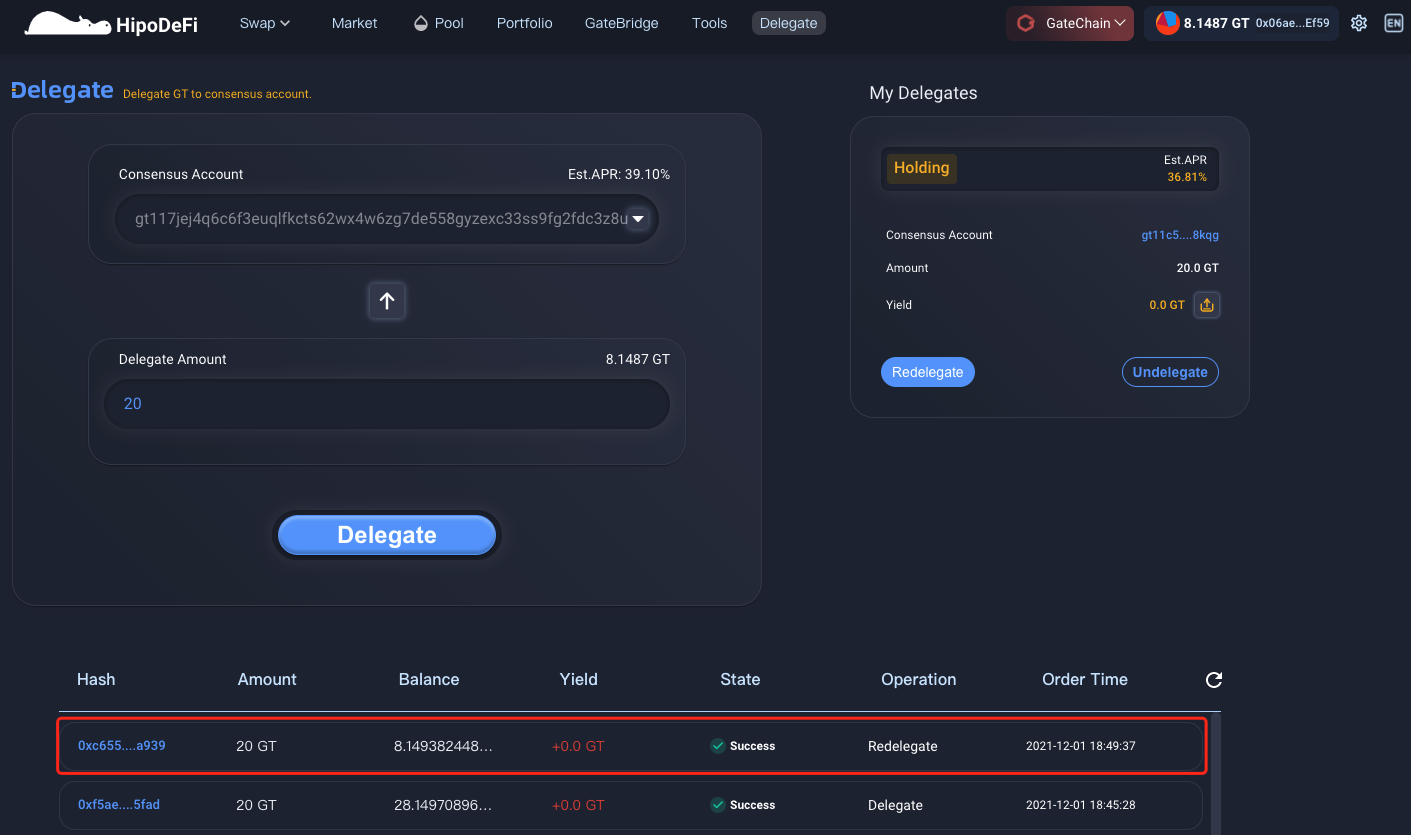 HipoDeFi Swap Market Pool Portfolio GateBridge Tools Delegate GateChain 8.1487 GT 0x06ae...Ef59 EN
Delegate Delegate GT to consensus account.
Consensus Account Est.APR: 39.10%
gt117jej4q6c6f3euqlfkcts62wx4w6zg7de558gyzexc33ss9fg2fdc3z8u
Delegate Amount 8.1487 GT
20
Delegate
My Delegates
Holding Est.APR
36.81%
Consensus Account gt11c5....8kqg
Amount 20.0 GT
Yield 0.0 GT
Redelegate Undelegate
Hash Amount Balance Yield State Operation Order Time
0xc655....a939 20 GT 8.149382448... +0.0 GT Success Redelegate 2021-12-01 18:49:37
0xf5ae....5fad 20 GT 28.14970896... +0.0 GT Success Delegate 2021-12-01 18:45:28